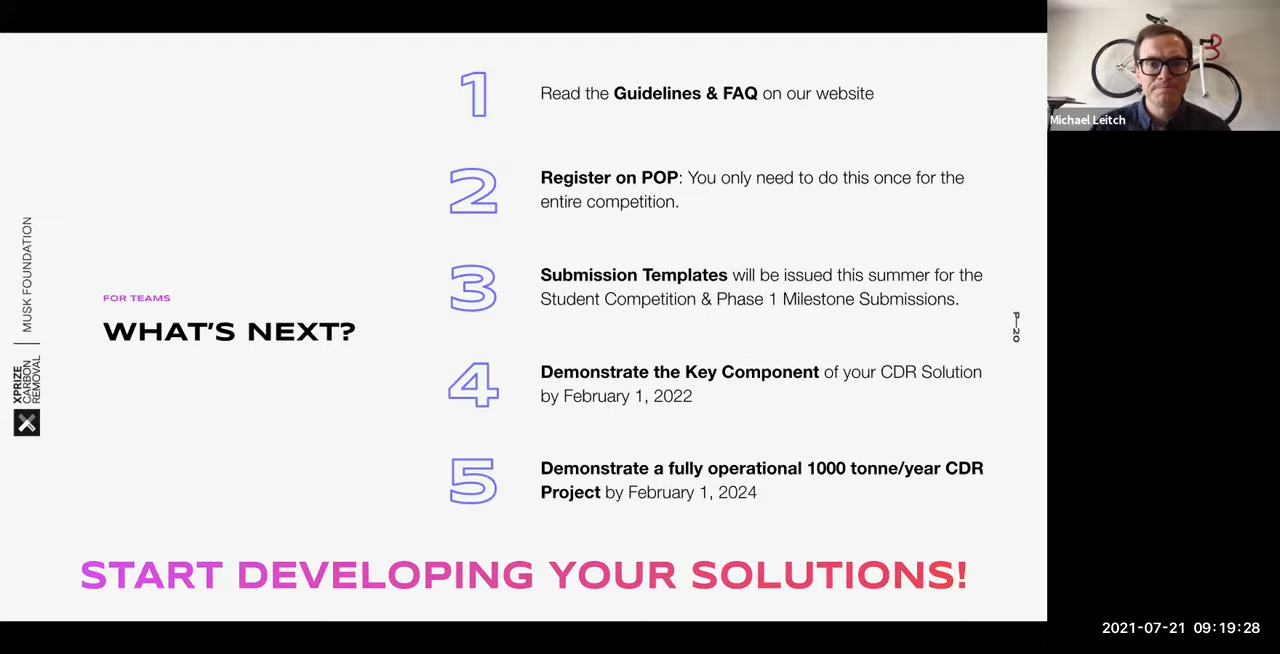 1
Read the Guidelines & FAQ on our website
2
Register on POP: You only need to do this once for the
entire competition.
3
Submission Templates will be issued this summer for the
Student Competition & Phase 1 Milestone Submissions.
4
Demonstrate the Key Component of your CDR Solution
by February 1, 2022
5
Demonstrate a fully operational 1000 tonne/year CDR
Project by February 1, 2024
FOR TEAMS
WHAT'S NEXT?
START DEVELOPING YOUR SOLUTIONS!
XPRIZE
CARBON
REMOVAL
MUSK FOUNDATION
P—20
Michael Leitch
2021-07-21 09:19:28